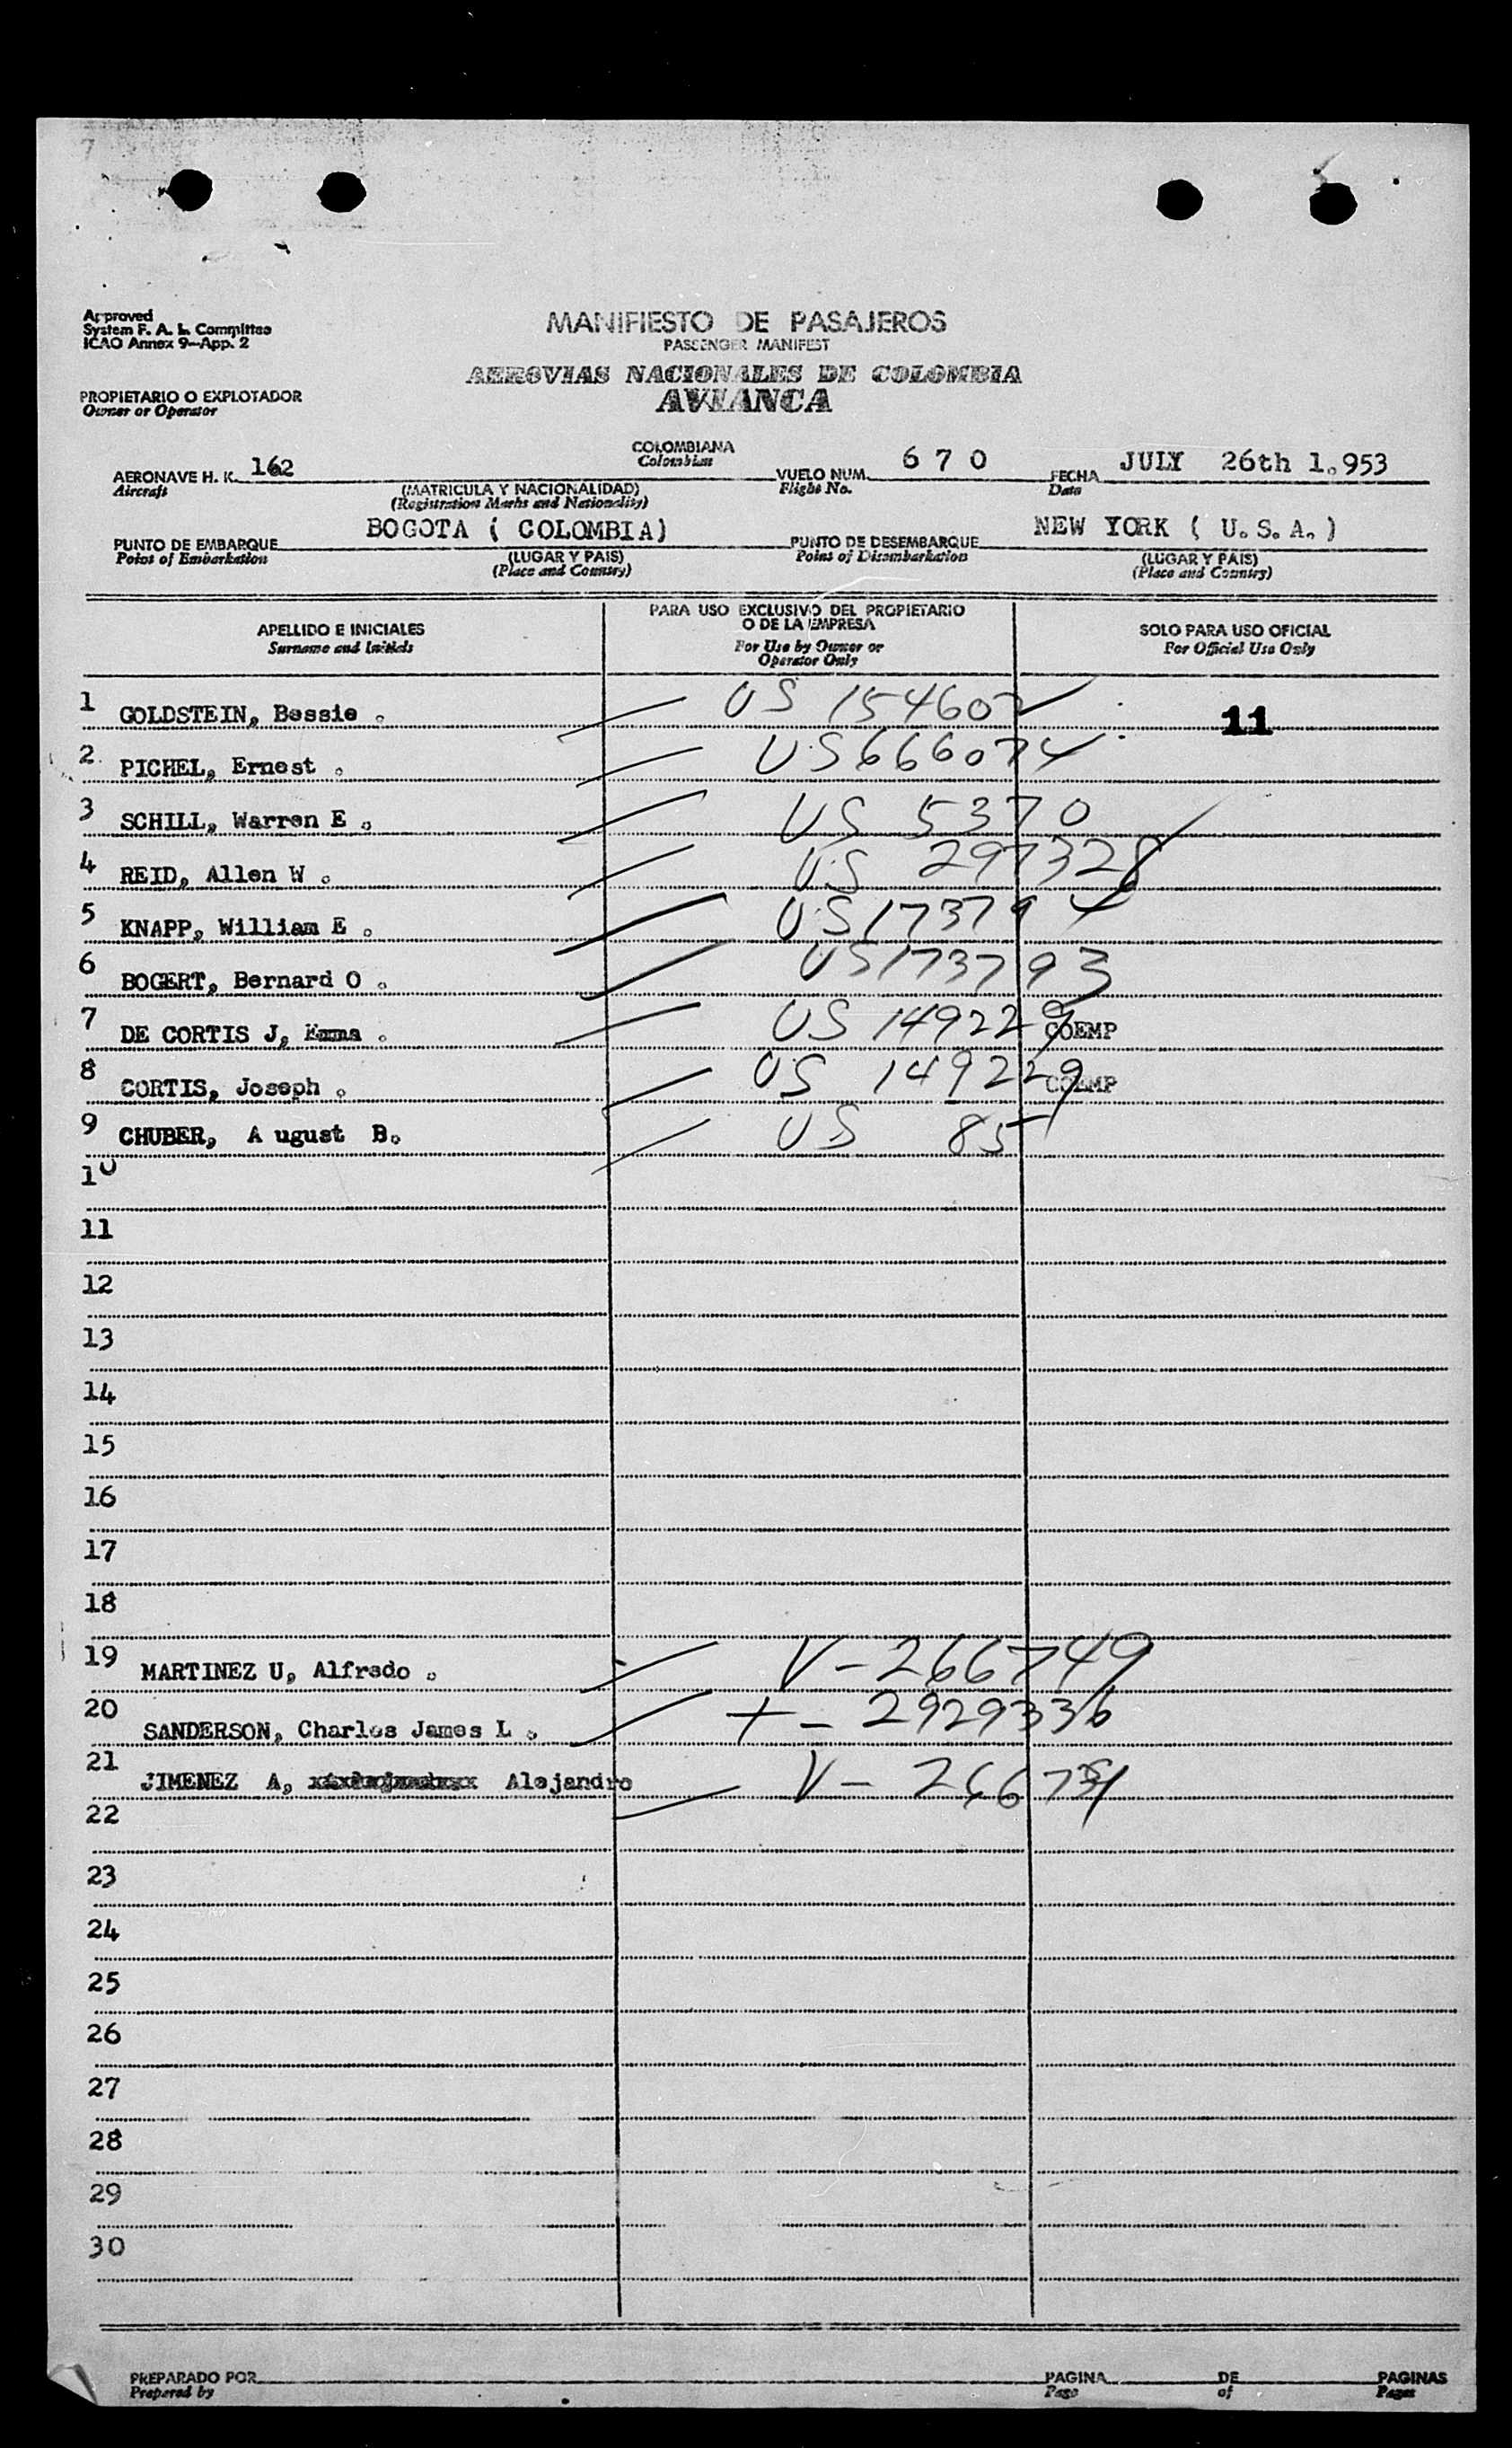 Approved
System F. A. L. Committee
ICAO Annex 9-App. 2
MANIFIESTO DE PASAJEROS
PASSENGER MANIFEST
AEROVIAS NACIONALES DE COLOMBIA
AVIANCA
PROPIETARIO O EXPLOTADOR
Owner or Operator
COLOMBIANA
Colombian
AERONAVE H. K. 162 VUELO NUM. 6 7 0 FECHA JULY 26th 1.953
Aircraft (MATRICULA Y NACIONALIDAD) Flight No. Date
(Registration Marks and Nationality)
PUNTO DE EMBARQUE BOGOTA ( COLOMBIA) PUNTO DE DESEMBARQUE NEW YORK ( U.S.A.)
Point of Embarkation (LUGAR Y PAIS) Point of Disembarkation (LUGAR Y PAIS)
(Place and Country) (Place and Country)
APELLIDO E INICIALES PARA USO EXCLUSIVO DEL PROPIETARIO O DE LA EMPRESA SOLO PARA USO OFICIAL
Surname and Initials For Use by Owner or Operator Only For Official Use Only
1 GOLDSTEIN, Bessie . US 154602 11
2. PICHEL, Ernest . US 666074
3 SCHILL, Warren E . US 5370
4 REID, Allen W . US 297328
5 KNAPP, William E . US 173794
6 BOGERT, Bernard O . US 173793
7 DE CORTIS J, Emma . US 149229 COEMP
8 CORTIS, Joseph . US 149229 COEMP
9 CHUBER, A ugust B. US 85
10
11
12
13
14
15
16
17
18
19 MARTINEZ U, Alfredo . V-266749
20 SANDERSON, Charles James L . - 2929336
21 JIMENEZ A, Alejandro V-
22
23
24
25
26
27
28
29
30
PREPARADO POR PAGINA DE PAGINAS
Prepared by Page of Pages